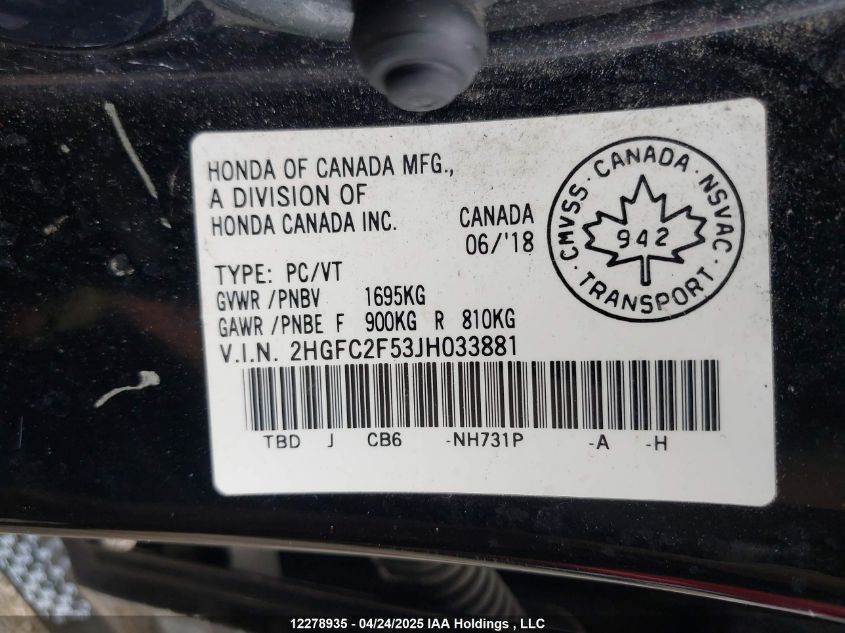 HONDA OF CANADA MFG.,
A DIVISION OF
HONDA CANADA INC.
CANADA
06/'18
CMVSS · CANADA · NSVAC ·
942
TRANSPORT
TYPE: PC/VT
GVWR /PNBV 1695KG
GAWR /PNBE F 900KG R 810KG
V.I.N. 2HGFC2F53JH033881
TBD J CB6 -NH731P -A -H
12278935 - 04/24/2025 IAA Holdings , LLC